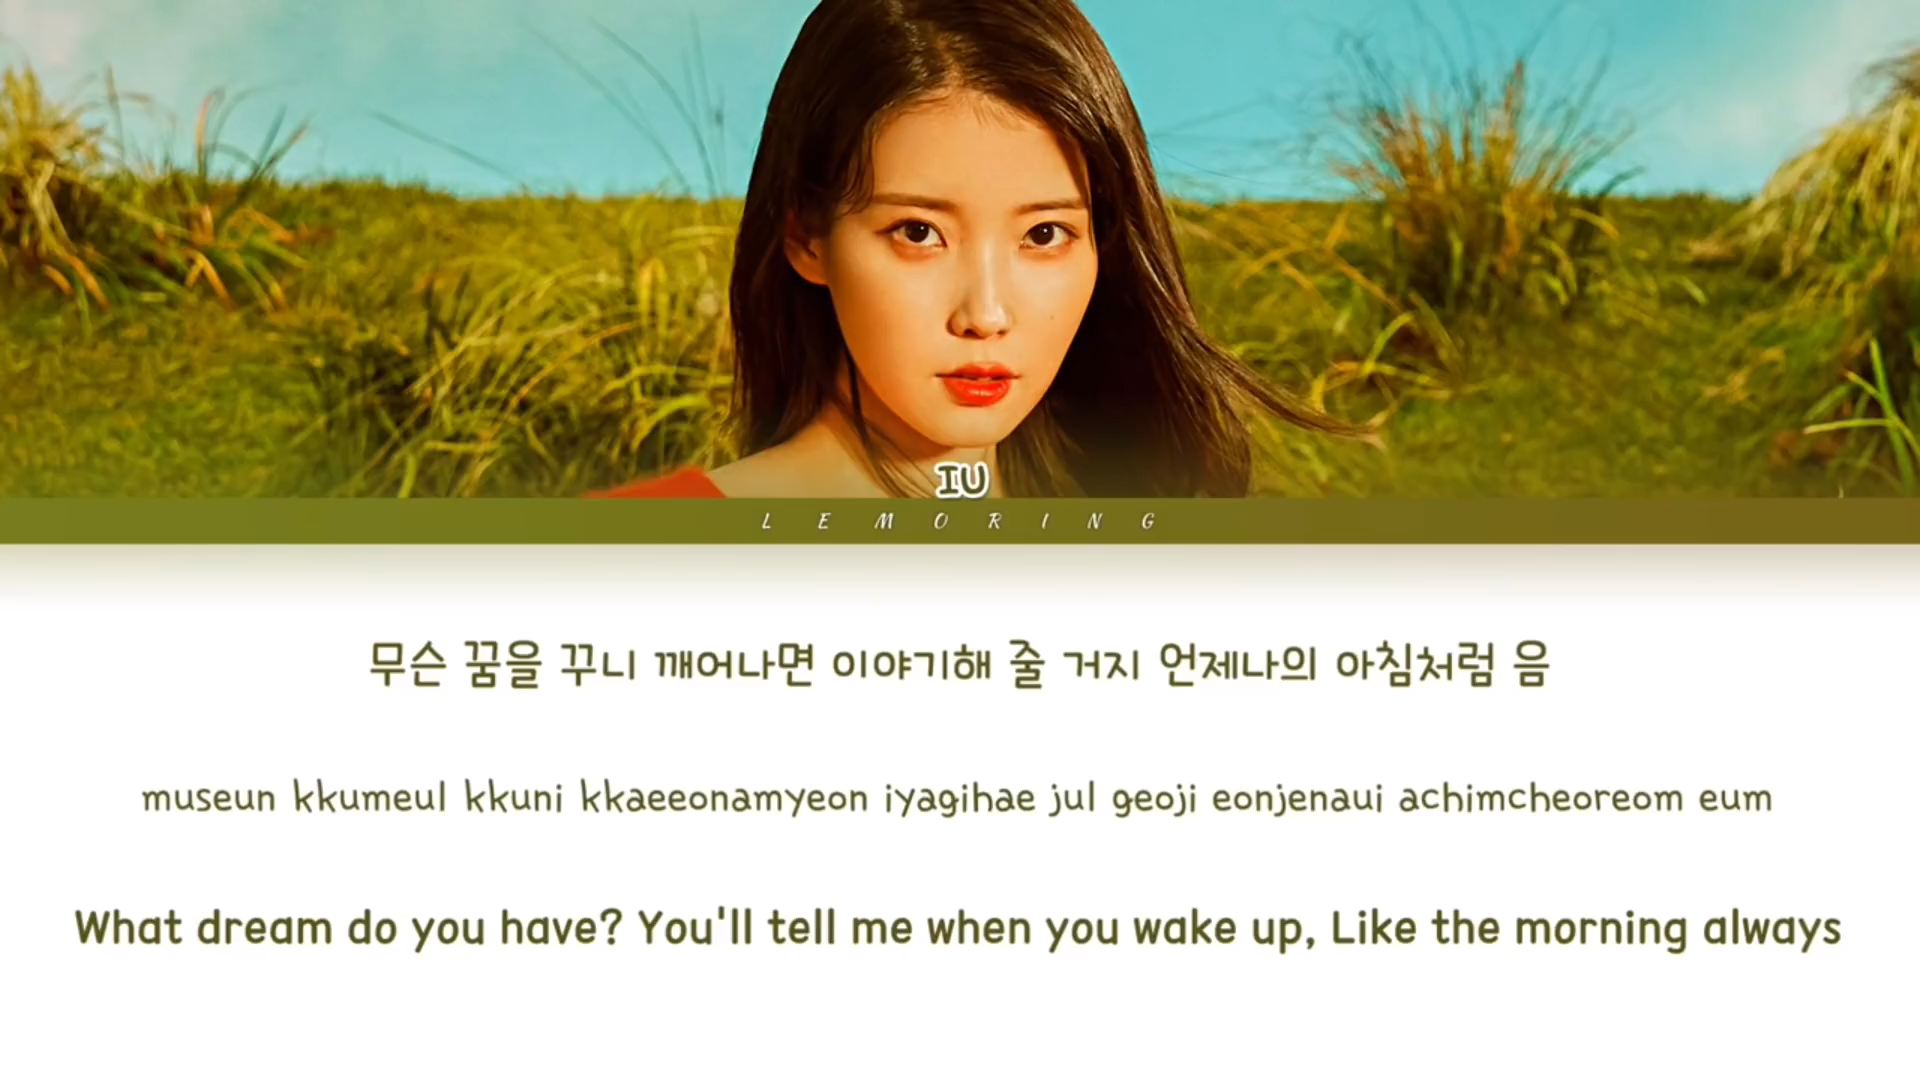 IU
LEMORING
무슨 꿈을 꾸니 깨어나면 이야기해 줄 거지 언제나의 아침처럼 음
museun kkumeul kkuni kkaeeonamyeon iyagihae jul geoji eonjenaui achimcheoreom eum
What dream do you have? You'll tell me when you wake up, Like the morning always